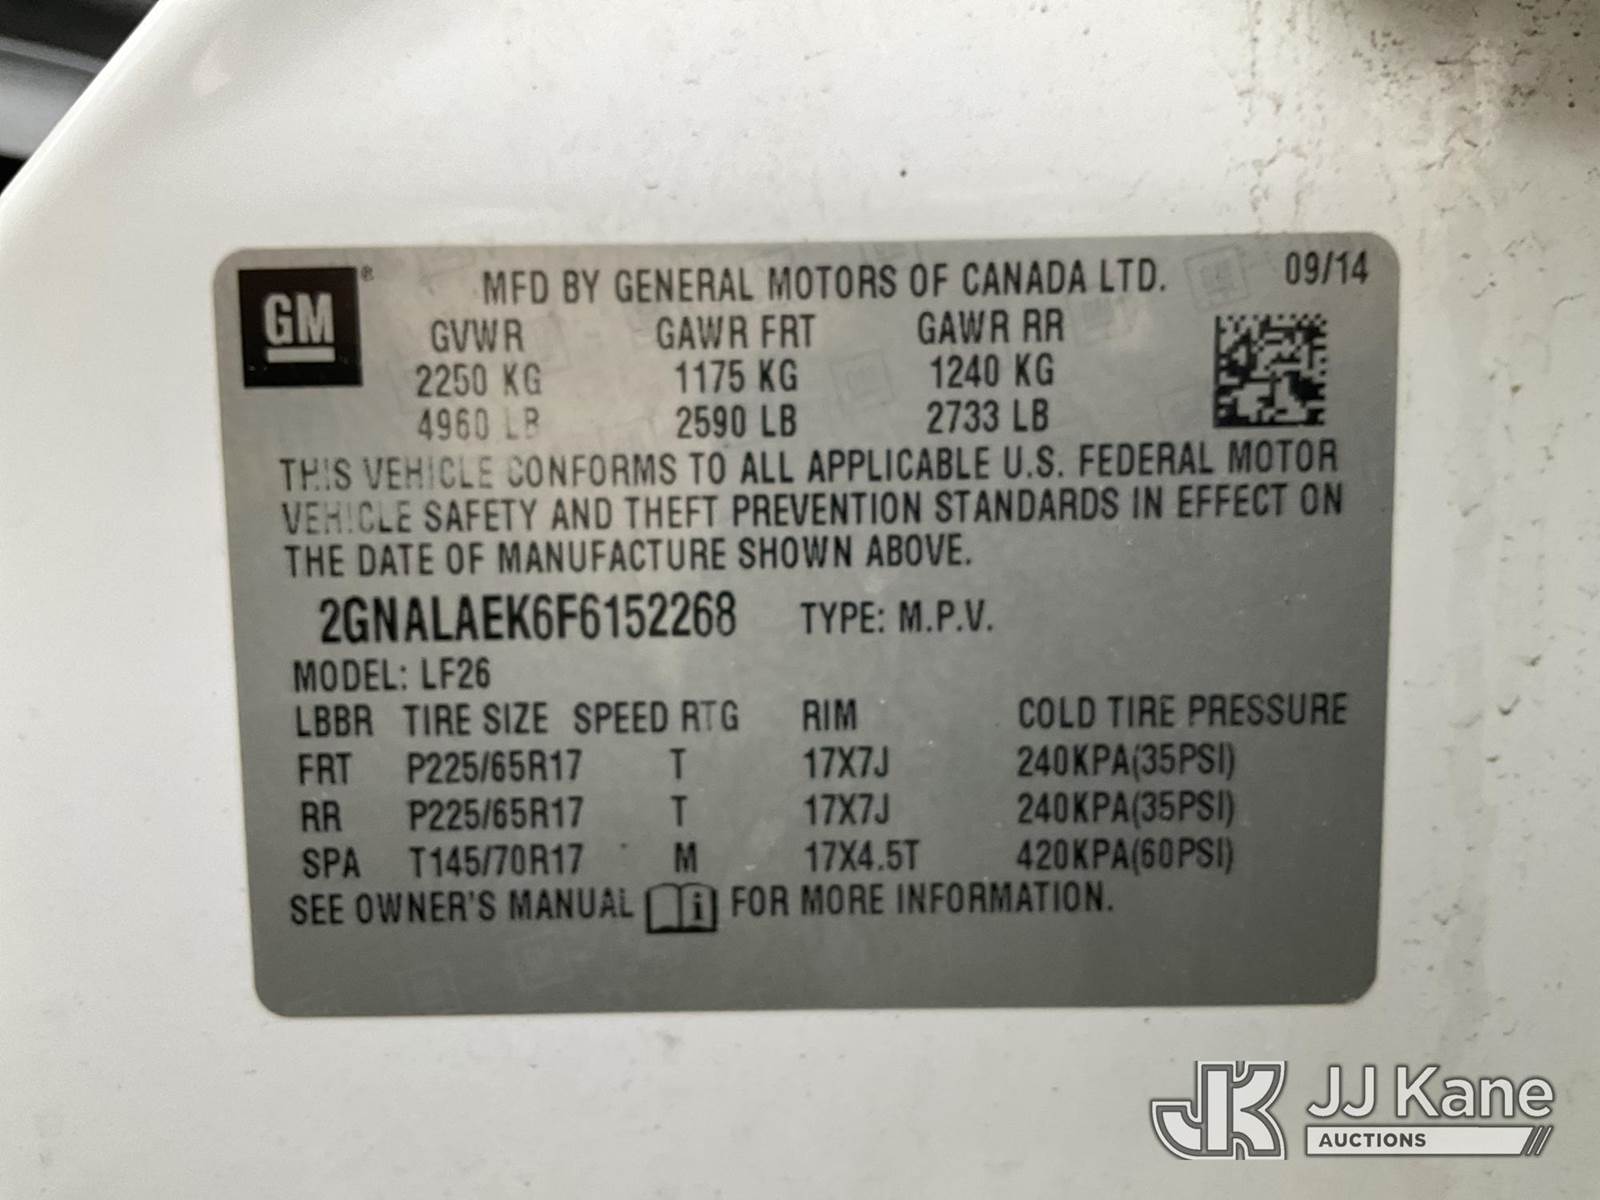 GM ®
MFD BY GENERAL MOTORS OF CANADA LTD. 09/14
GVWR GAWR FRT GAWR RR
2250 KG 1175 KG 1240 KG
4960 LB 2590 LB 2733 LB
THIS VEHICLE CONFORMS TO ALL APPLICABLE U.S. FEDERAL MOTOR
VEHICLE SAFETY AND THEFT PREVENTION STANDARDS IN EFFECT ON
THE DATE OF MANUFACTURE SHOWN ABOVE.
2GNALAEK6F6152268 TYPE: M.P.V.
MODEL: LF26
LBBR TIRE SIZE SPEED RTG RIM COLD TIRE PRESSURE
FRT P225/65R17 T 17X7J 240KPA(35PSI)
RR P225/65R17 T 17X7J 240KPA(35PSI)
SPA T145/70R17 M 17X4.5T 420KPA(60PSI)
SEE OWNER'S MANUAL i FOR MORE INFORMATION.
JK JJ Kane
AUCTIONS